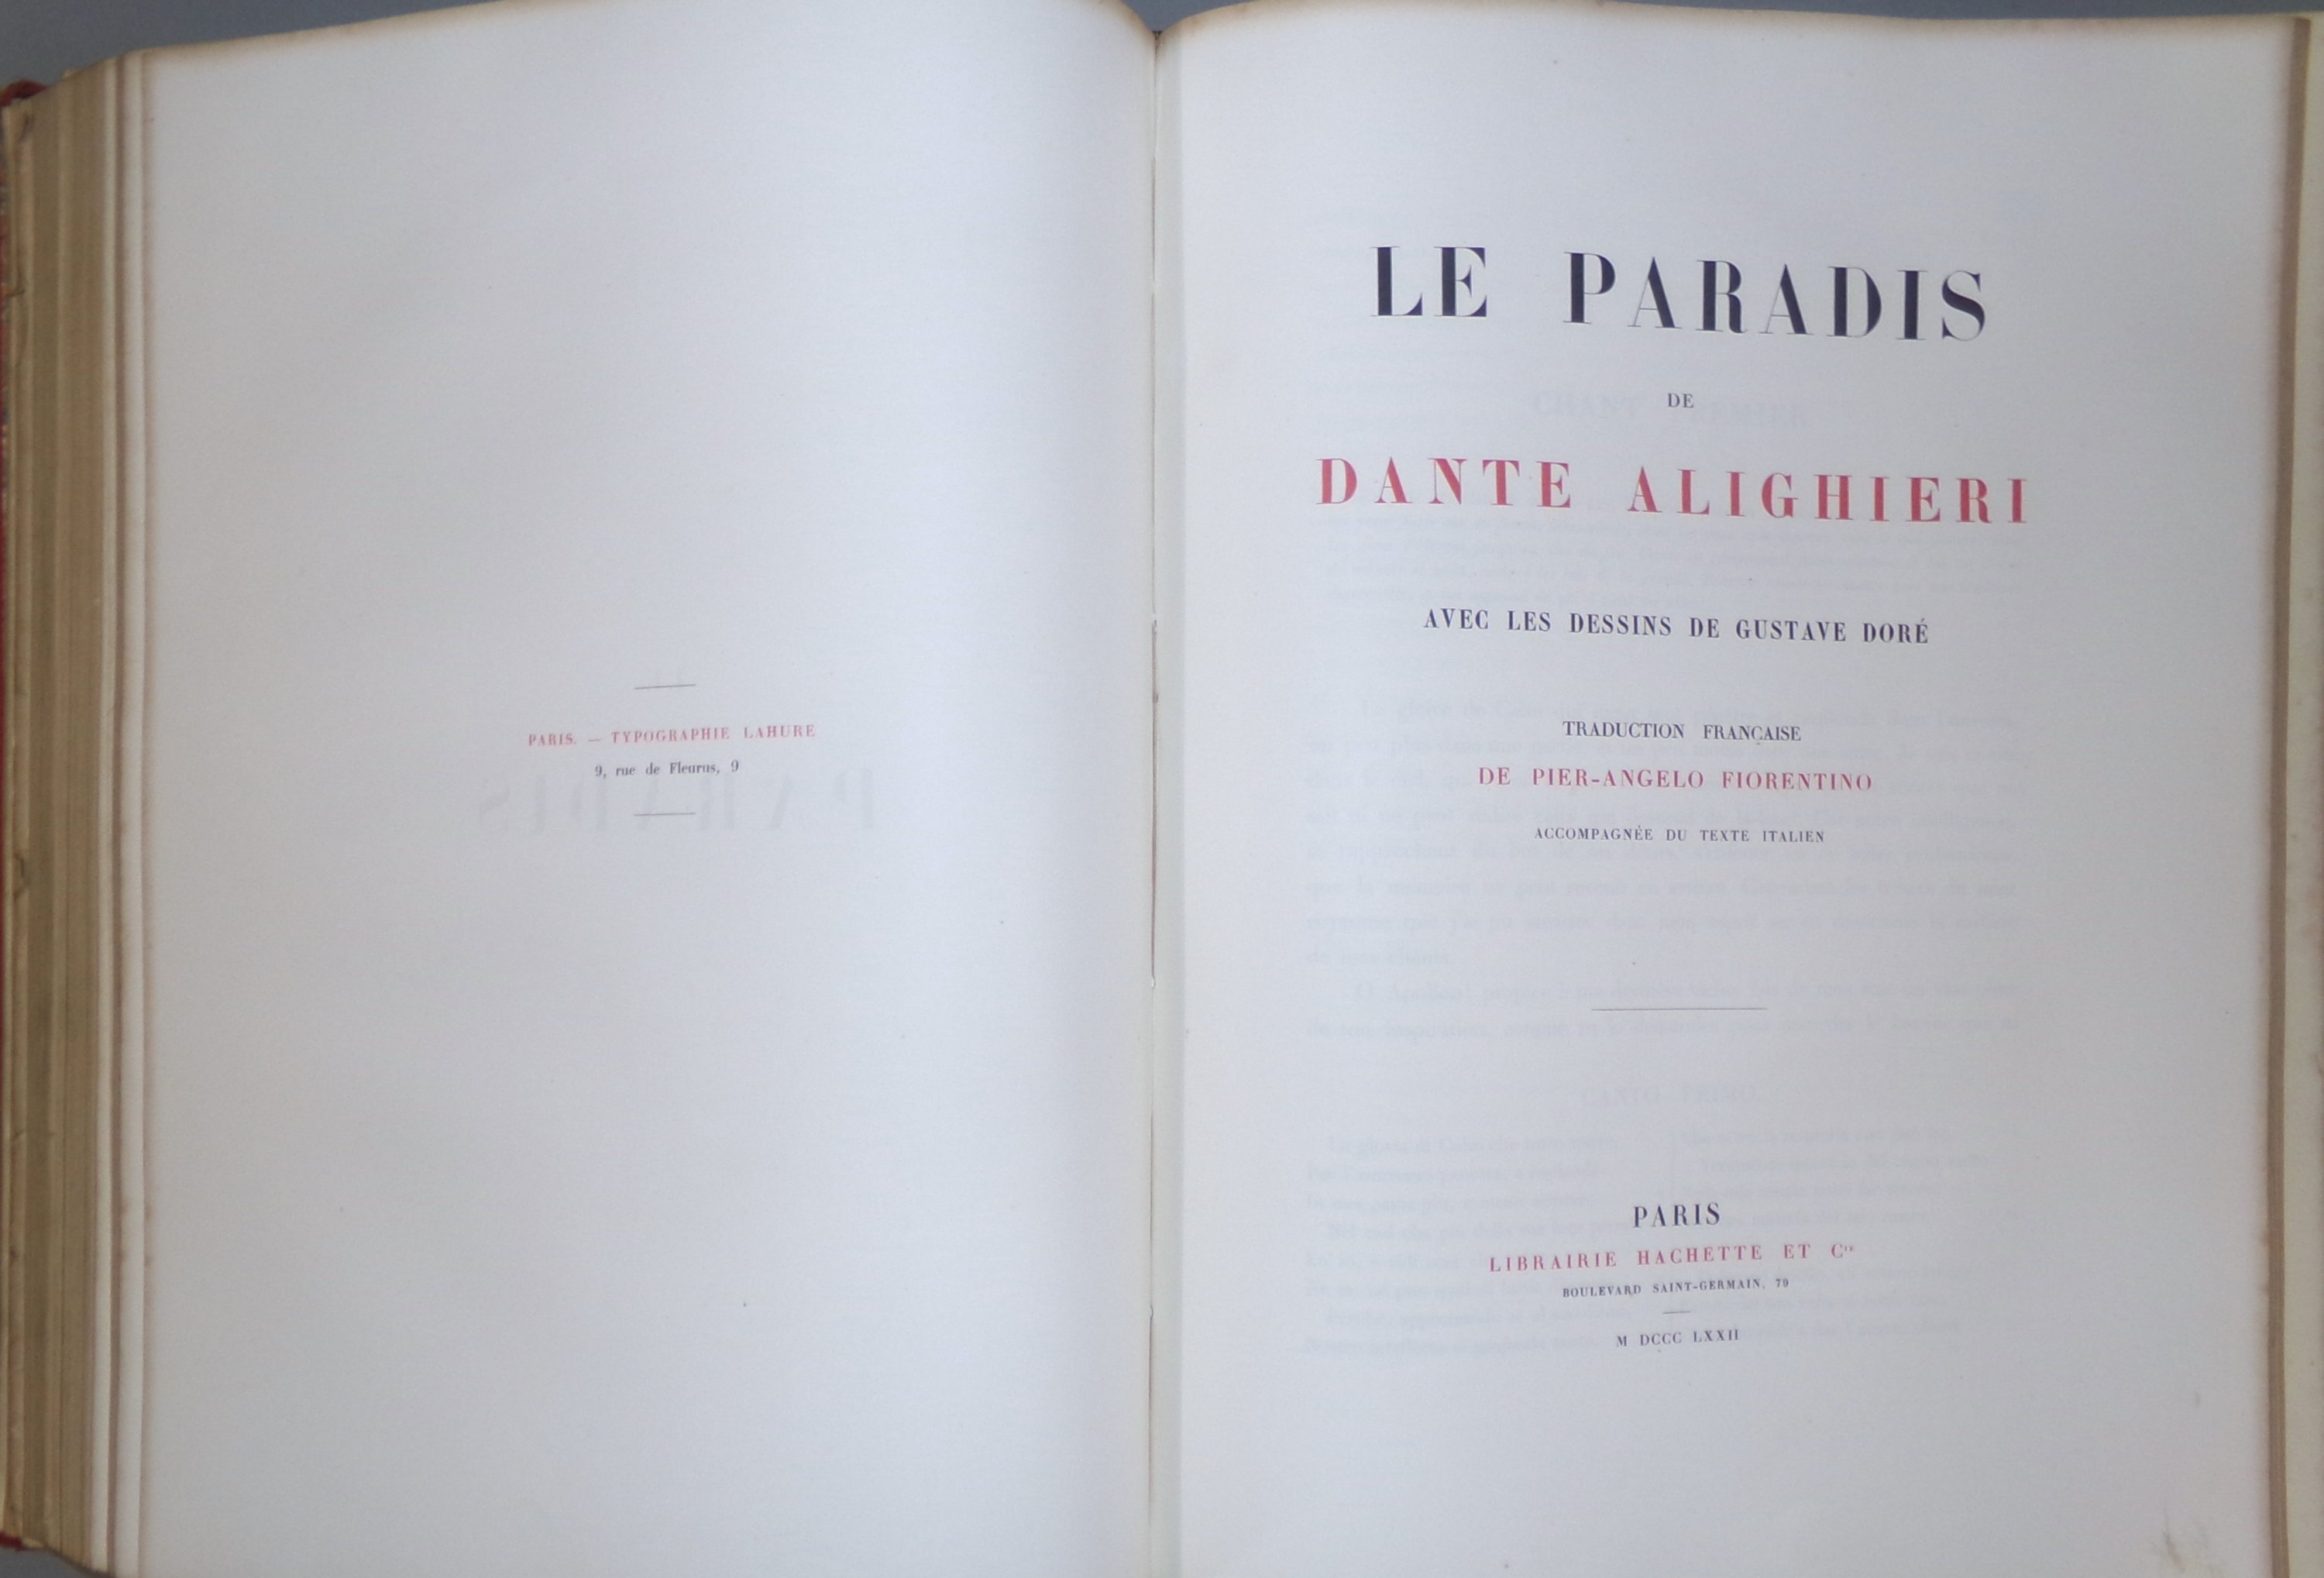 PARIS. — TYPOGRAPHIE LAHURE
9, rue de Fleurus, 9
LE PARADIS
DE
DANTE ALIGHIERI
AVEC LES DESSINS DE GUSTAVE DORÉ
TRADUCTION FRANÇAISE
DE PIER-ANGELO FIORENTINO
ACCOMPAGNÉE DU TEXTE ITALIEN
PARIS
LIBRAIRIE HACHETTE ET Cie
BOULEVARD SAINT-GERMAIN, 79
M DCCC LXXII